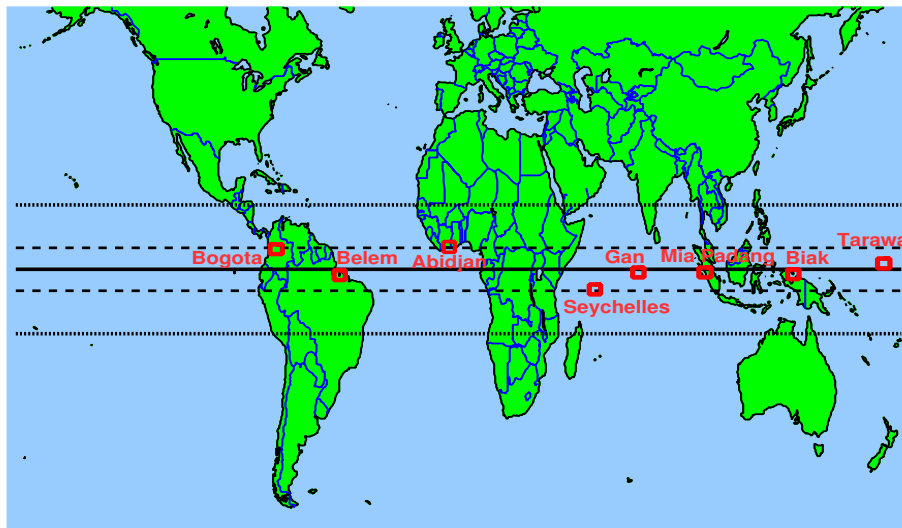 Tarawa
Bogota
Belem
Abidjan
Gan
Mia Padang
Biak
Seychelles